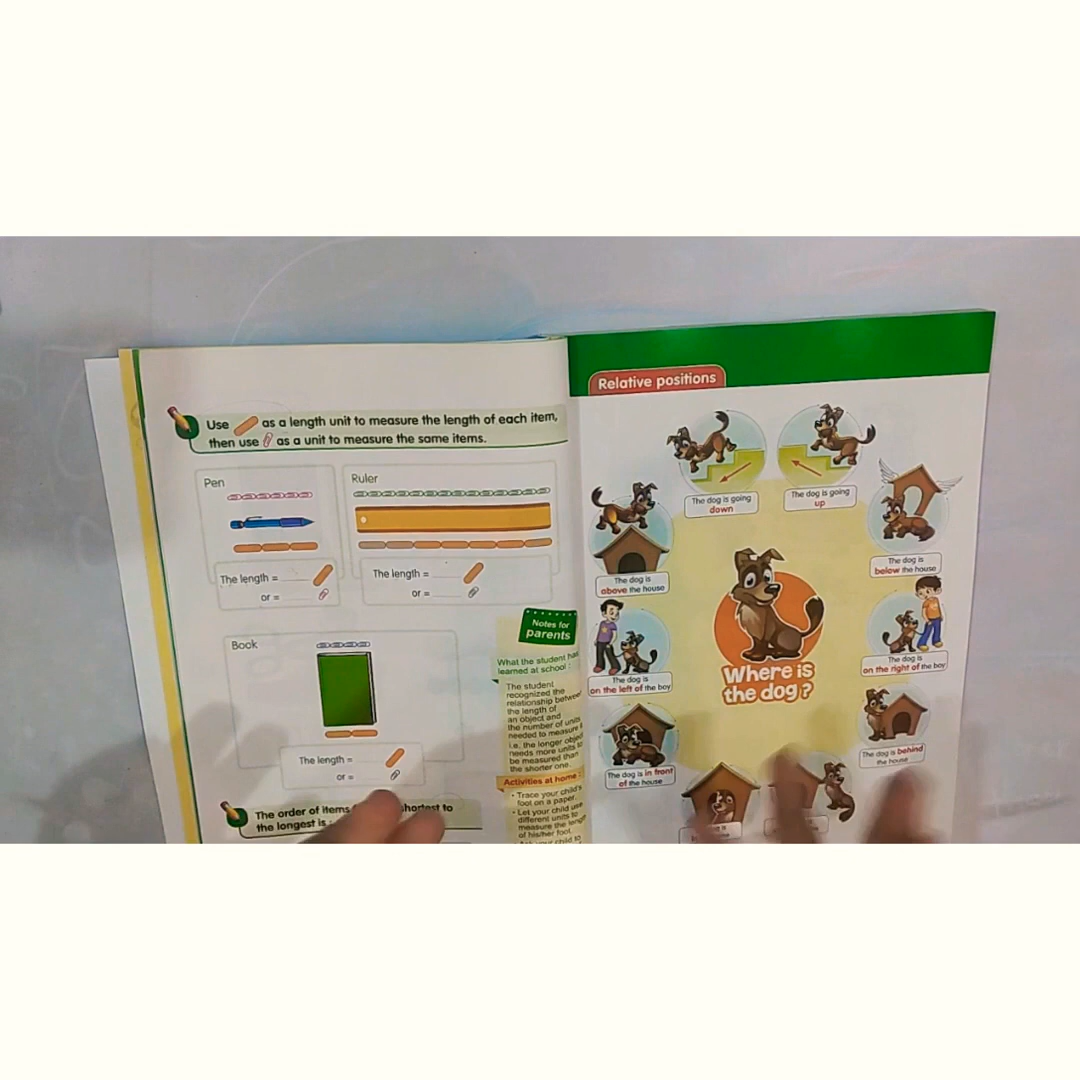 Use as a length unit to measure the length of each item,
then use as a unit to measure the same items.
Pen
Ruler
The length =
or =
The length =
or =
Book
The length =
or =
The order of items shortest to
the longest is
Notes for
parents
What the student has
learned at school :
The student
recognized the
relationship between
the length of
an object and
the number of units
needed to measure
i.e. the longer object
needs more units to
be measured than
the shorter one.
Activities at home :
• Trace your child's
foot on a paper.
• Let your child use
different units to
measure the length
of his/her foot.
your child to
Relative positions
The dog is going
down
The dog is going
up
The dog is
above the house
The dog is
below the house
The dog is
on the left of the boy
The dog is
on the right of the boy
Where is
the dog ?
The dog is in front
of the house
The dog is behind
the house